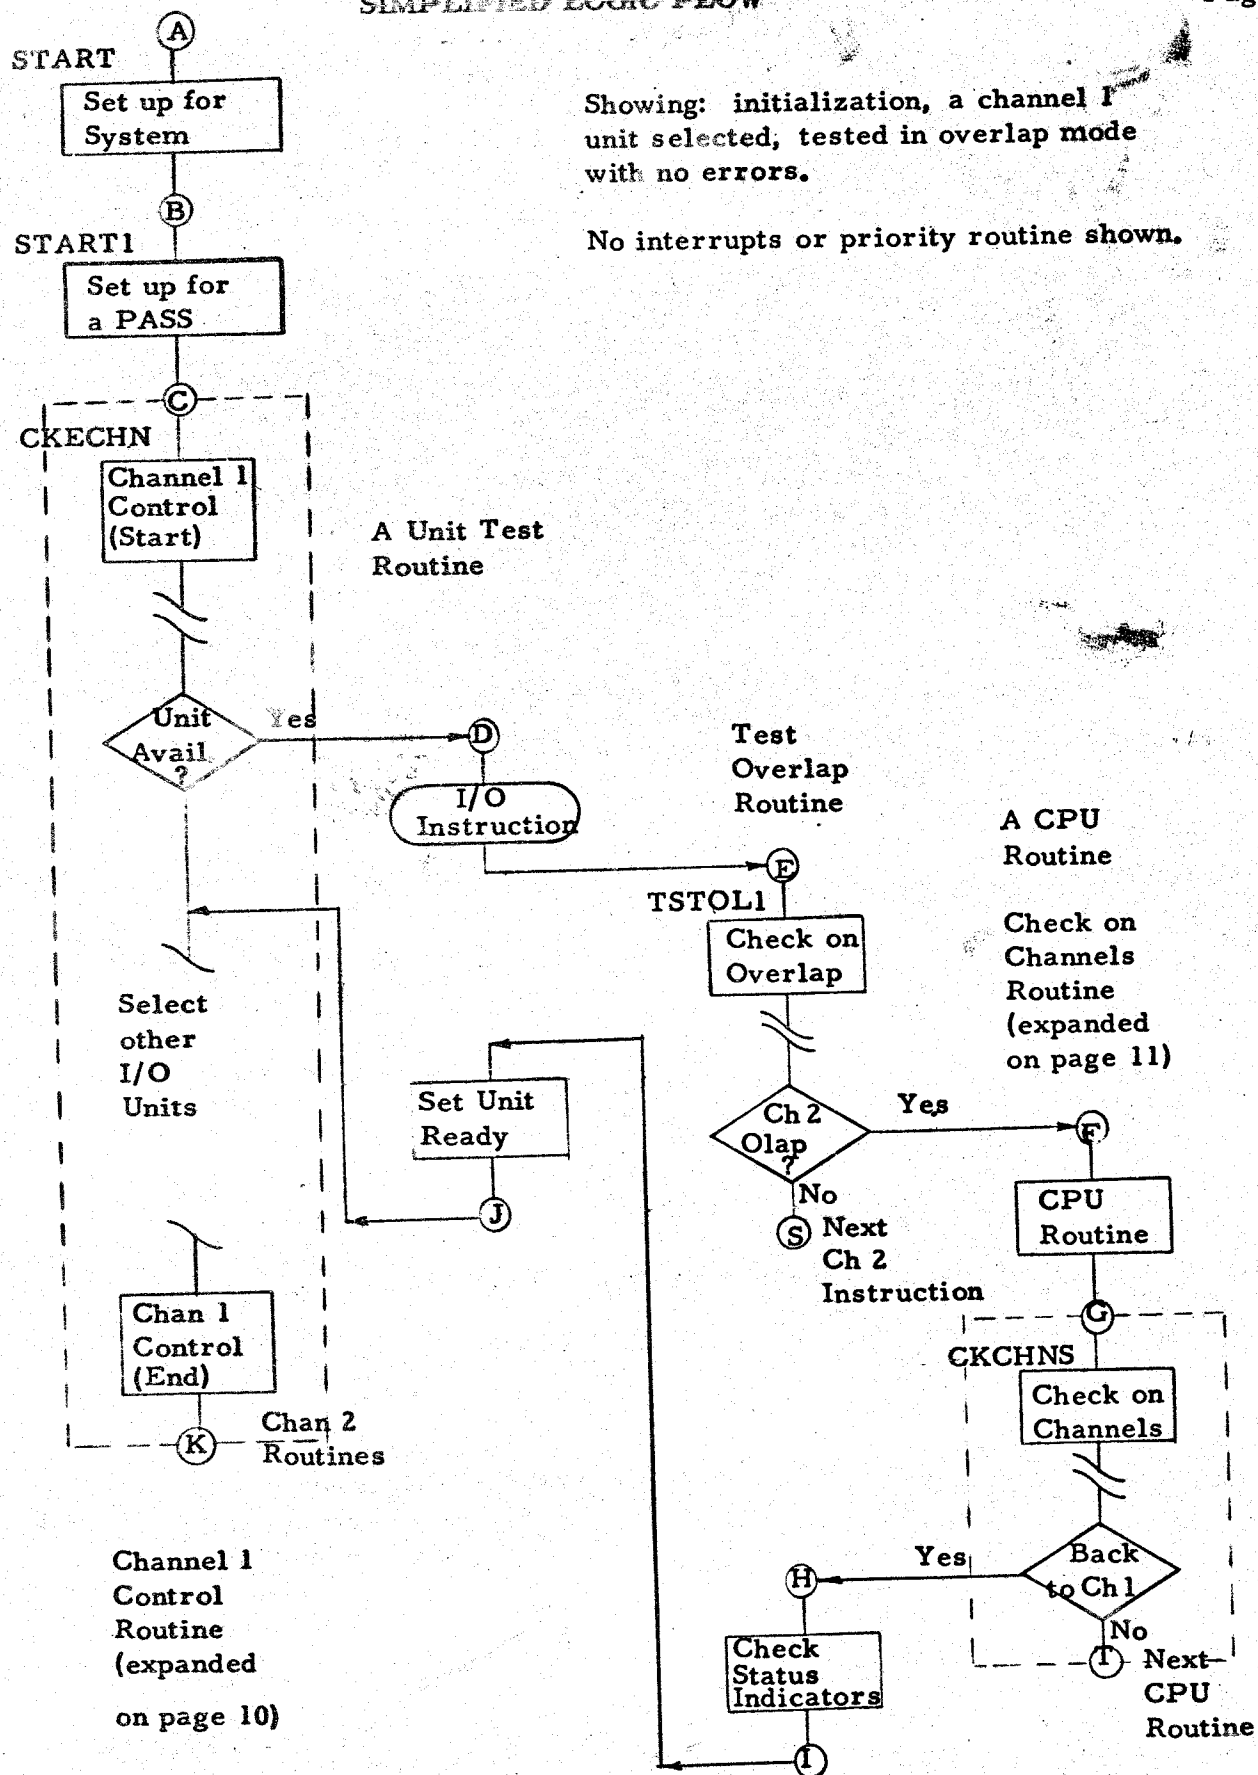 SIMPLIFIED LOGIC FLOW
A
START
Set up for
System
Showing: initialization, a channel 1
unit selected, tested in overlap mode
with no errors.
No interrupts or priority routine shown.
B
START1
Set up for
a PASS
C
CKECHN
Channel 1
Control
(Start)
A Unit Test
Routine
Unit
Avail
?
Yes
D
I/O
Instruction
Test
Overlap
Routine
E
TSTOL1
Check on
Overlap
A CPU
Routine
Check on
Channels
Routine
(expanded
on page 11)
Select
other
I/O
Units
Set Unit
Ready
J
Ch 2
Olap
?
Yes
No
S
Next
Ch 2
Instruction
F
CPU
Routine
G
CKCHNS
Check on
Channels
Chan 1
Control
(End)
K
Chan 2
Routines
Back
to Ch 1
Yes
No
T
Next
CPU
Routine
H
Check
Status
Indicators
I
Channel 1
Control
Routine
(expanded
on page 10)